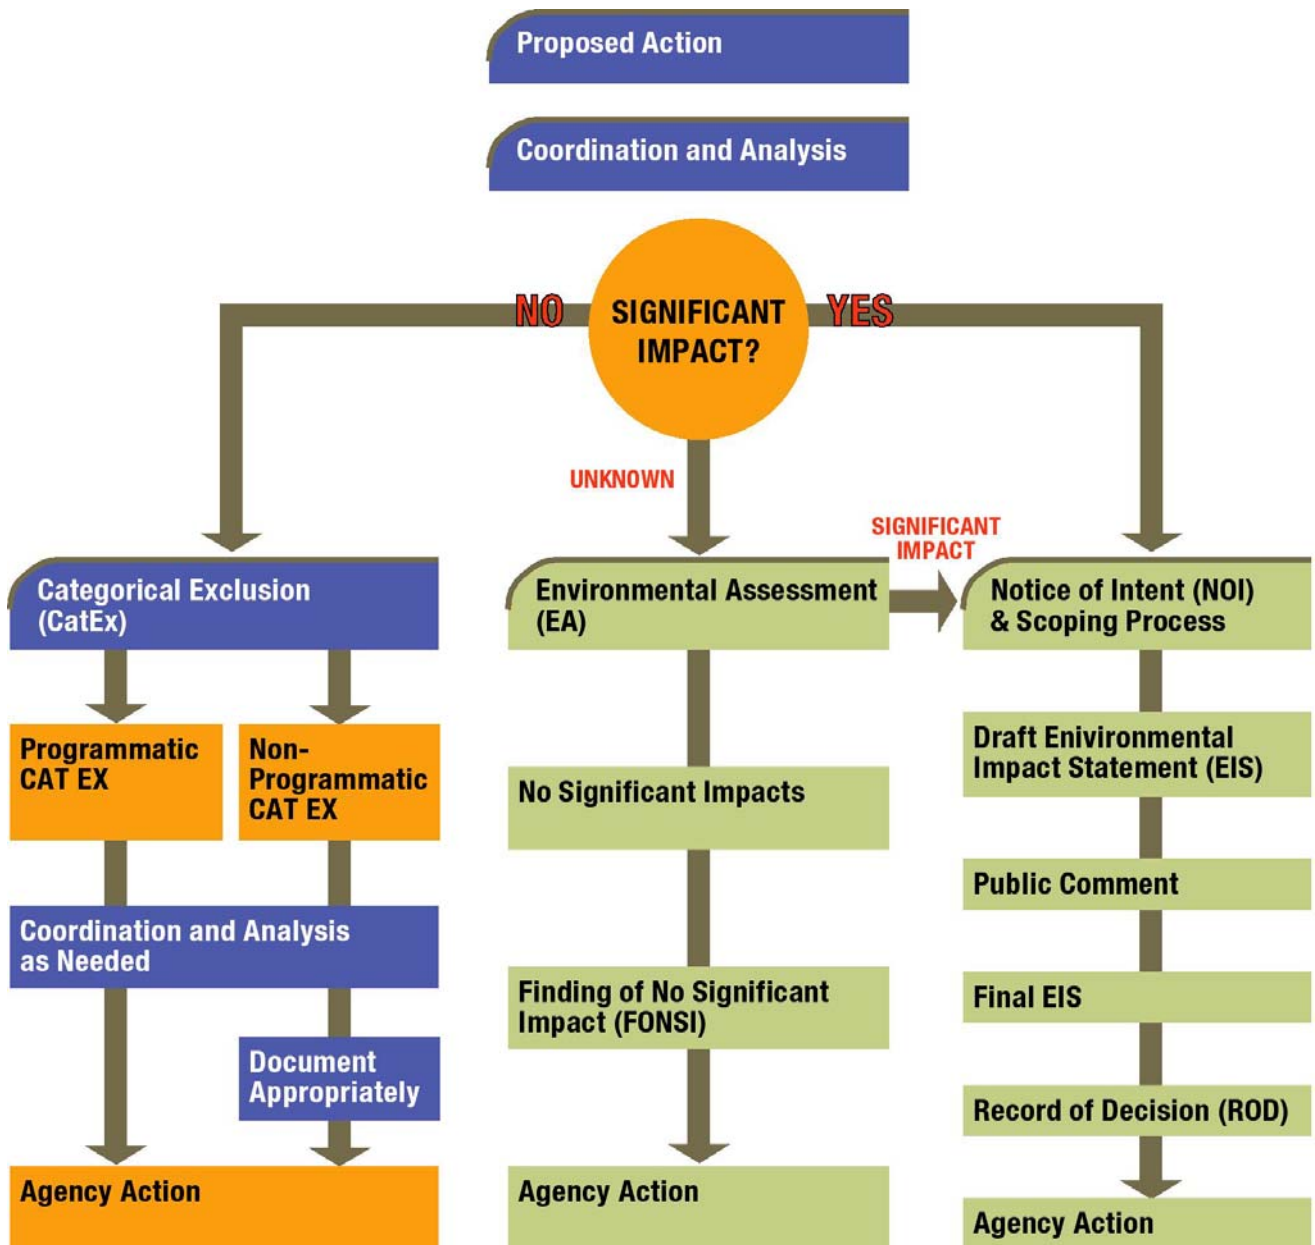 Proposed Action
Coordination and Analysis
NO
SIGNIFICANT
IMPACT?
YES
UNKNOWN
SIGNIFICANT
IMPACT
Categorical Exclusion
(CatEx)
Programmatic
CAT EX
Non-
Programmatic
CAT EX
Coordination and Analysis
as Needed
Document
Appropriately
Agency Action
Environmental Assessment
(EA)
No Significant Impacts
Finding of No Significant
Impact (FONSI)
Agency Action
Notice of Intent (NOI)
& Scoping Process
Draft Enivironmental
Impact Statement (EIS)
Public Comment
Final EIS
Record of Decision (ROD)
Agency Action